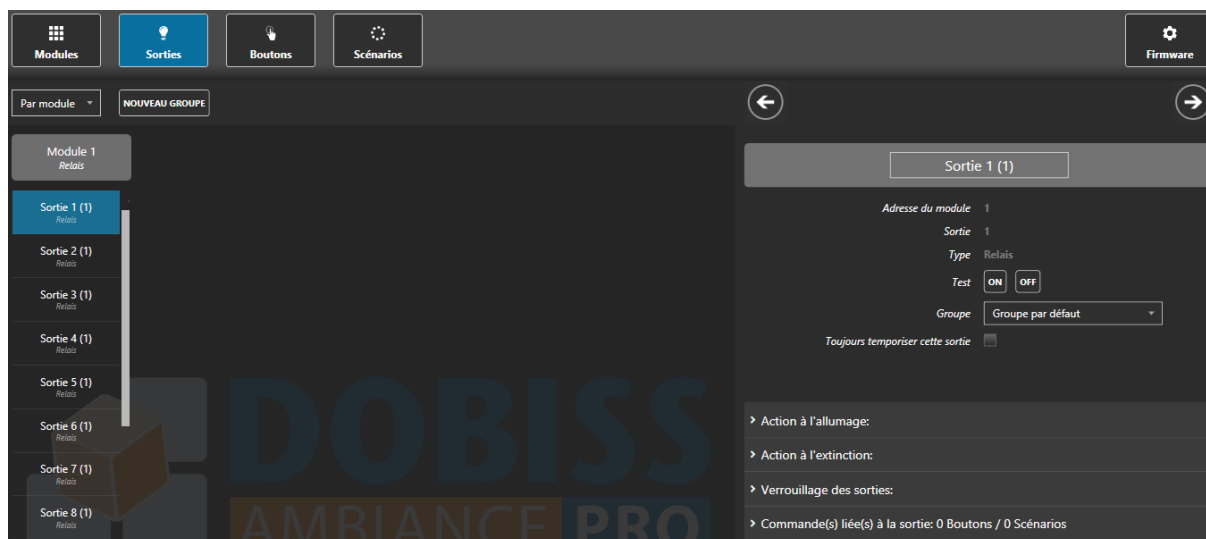 Modules
Sorties
Boutons
Scénarios
Firmware
Par module
NOUVEAU GROUPE
Module 1
Relais
Sortie 1 (1)
Relais
Sortie 2 (1)
Relais
Sortie 3 (1)
Relais
Sortie 4 (1)
Relais
Sortie 5 (1)
Relais
Sortie 6 (1)
Relais
Sortie 7 (1)
Relais
Sortie 8 (1)
Relais
DOBISS
AMBIANCE PRO
Sortie 1 (1)
Adresse du module 1
Sortie 1
Type Relais
Test ON OFF
Groupe Groupe par défaut
Toujours temporiser cette sortie
Action à l'allumage:
Action à l'extinction:
Verrouillage des sorties:
Commande(s) liée(s) à la sortie: 0 Boutons / 0 Scénarios